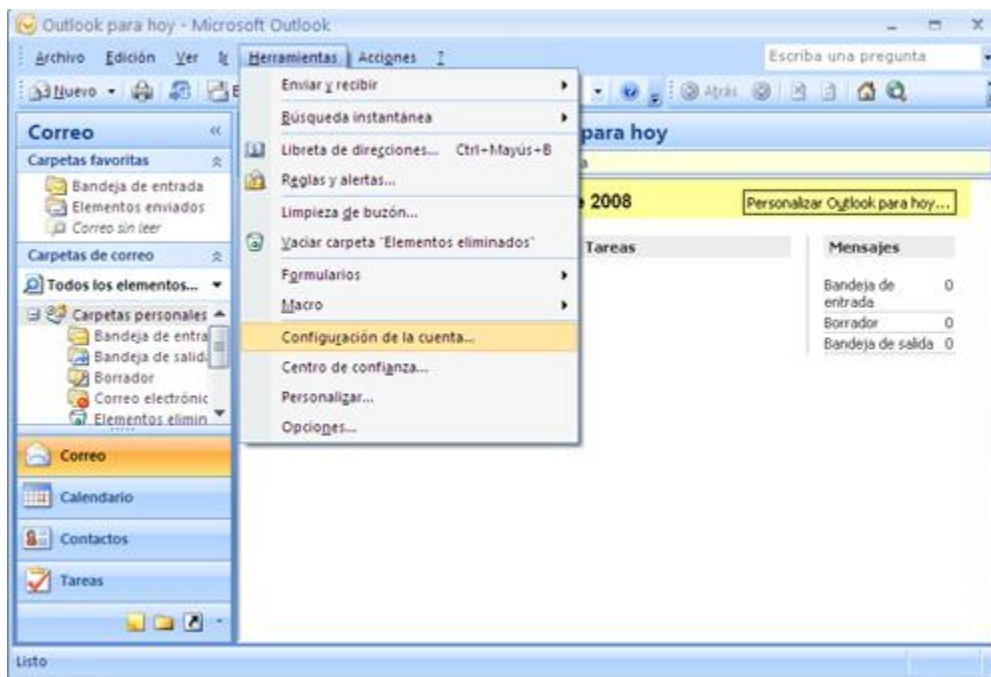 Outlook para hoy - Microsoft Outlook
Archivo Edición Ver Ir Herramientas Acciones ?
Escriba una pregunta
Nuevo
Atrás
Correo
para hoy
Carpetas favoritas
Bandeja de entrada
Elementos enviados
Correo sin leer
Carpetas de correo
Todos los elementos...
Carpetas personales
Bandeja de entra
Bandeja de salid
Borrador
Correo electrónic
Elementos elimin
Correo
Calendario
Contactos
Tareas
Listo
Enviar y recibir
Búsqueda instantánea
Libreta de direcciones... Ctrl+Mayús+B
Reglas y alertas...
Limpieza de buzón...
Vaciar carpeta "Elementos eliminados"
Formularios
Macro
Configuración de la cuenta...
Centro de confianza...
Personalizar...
Opciones...
2008
Personalizar Outlook para hoy...
Tareas
Mensajes
Bandeja de entrada 0
Borrador 0
Bandeja de salida 0